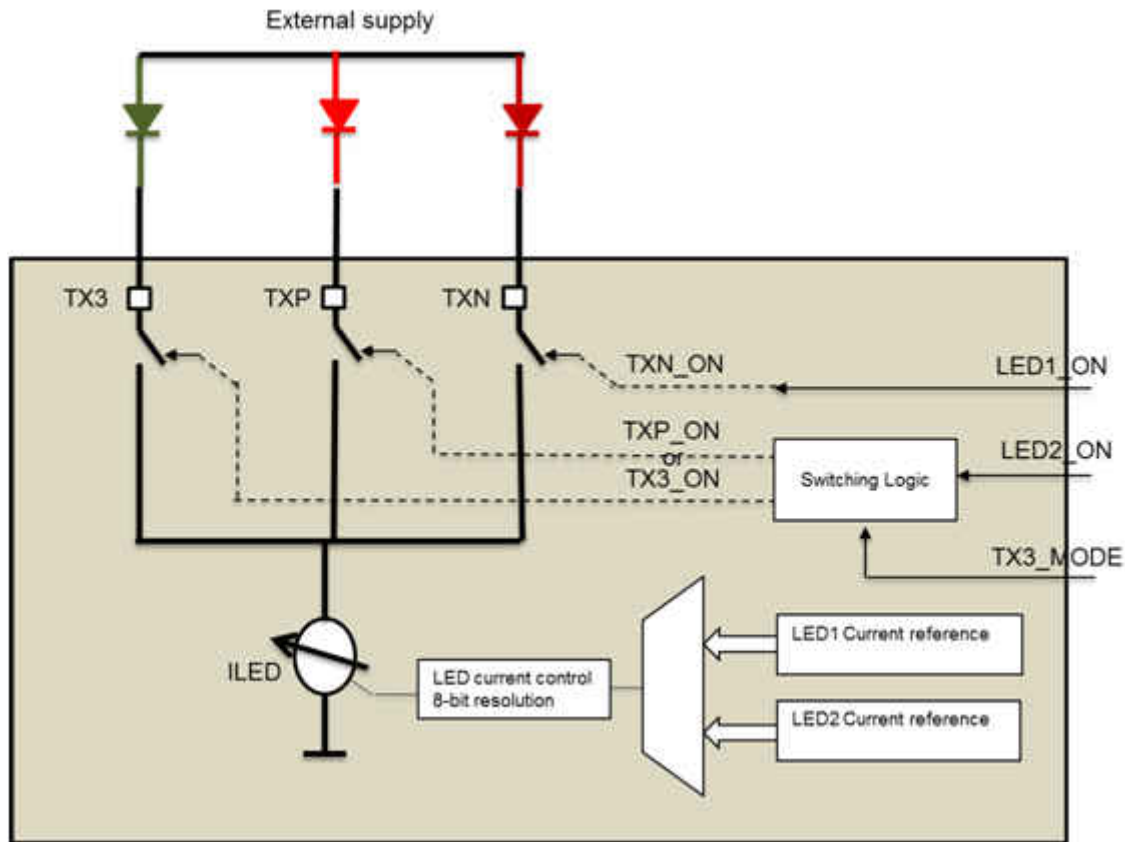 External supply
TX3
TXP
TXN
TXN_ON
LED1_ON
TXP_ON
or
TX3_ON
LED2_ON
Switching Logic
TX3_MODE
ILED
LED current control
8-bit resolution
LED1 Current reference
LED2 Current reference